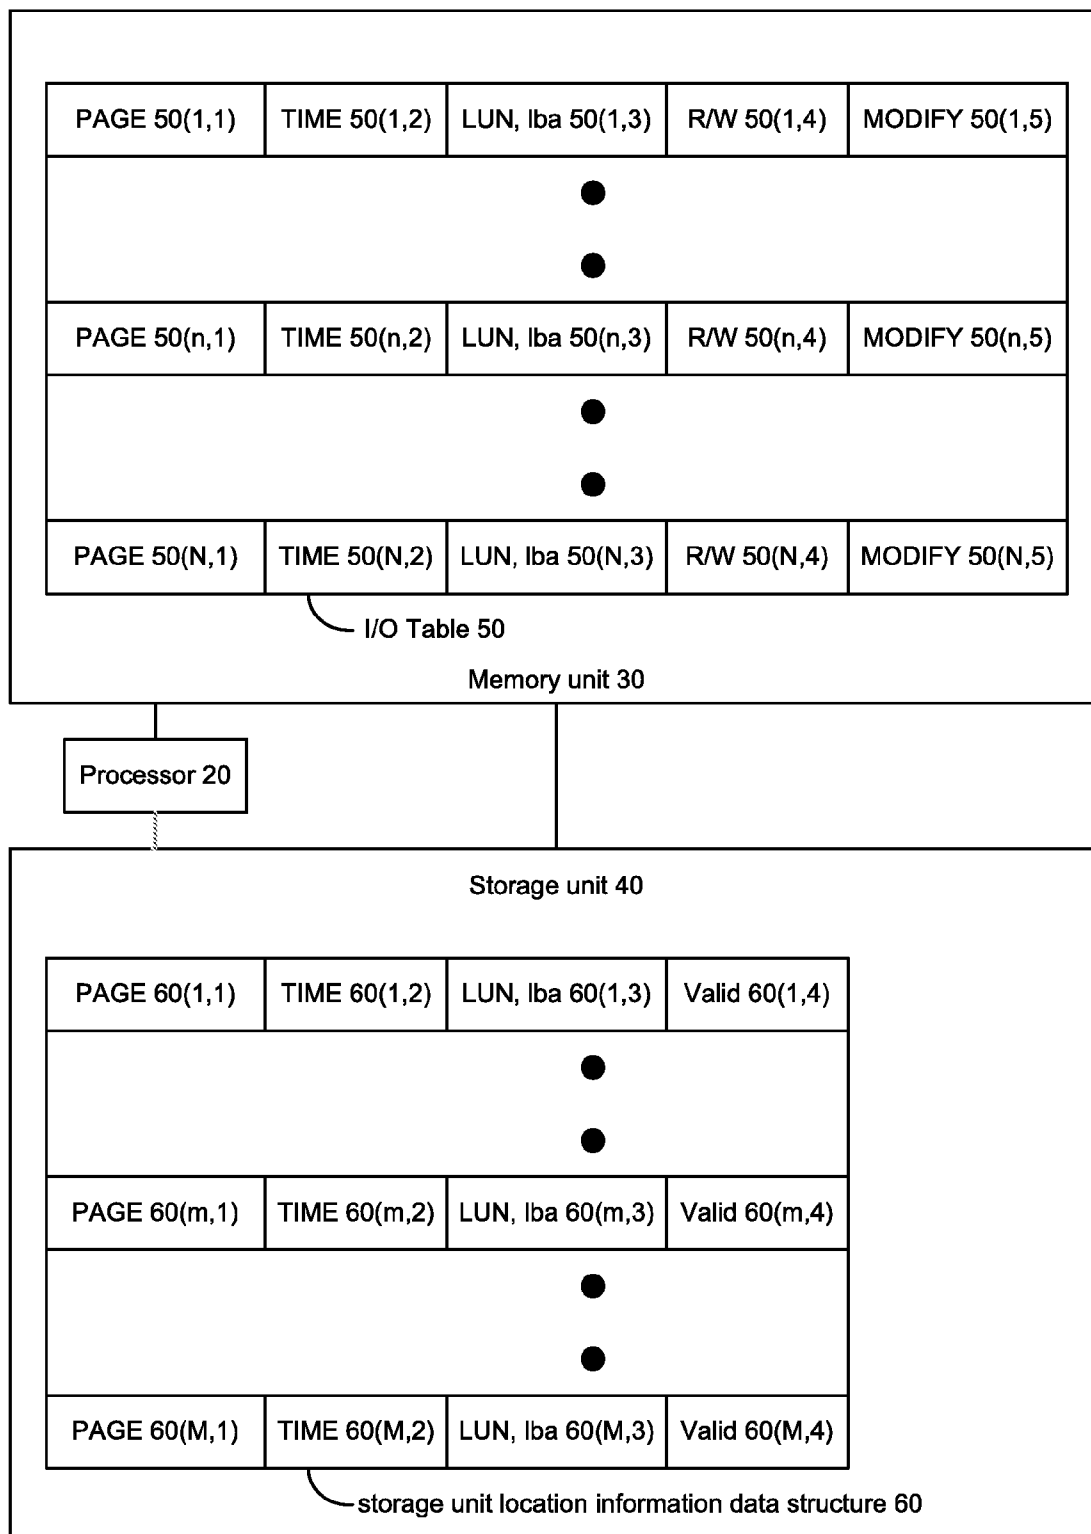 PAGE 50(1,1) TIME 50(1,2) LUN, lba 50(1,3) R/W 50(1,4) MODIFY 50(1,5)
PAGE 50(n,1) TIME 50(n,2) LUN, lba 50(n,3) R/W 50(n,4) MODIFY 50(n,5)
PAGE 50(N,1) TIME 50(N,2) LUN, lba 50(N,3) R/W 50(N,4) MODIFY 50(N,5)
I/O Table 50
Memory unit 30
Processor 20
Storage unit 40
PAGE 60(1,1) TIME 60(1,2) LUN, lba 60(1,3) Valid 60(1,4)
PAGE 60(m,1) TIME 60(m,2) LUN, lba 60(m,3) Valid 60(m,4)
PAGE 60(M,1) TIME 60(M,2) LUN, lba 60(M,3) Valid 60(M,4)
storage unit location information data structure 60